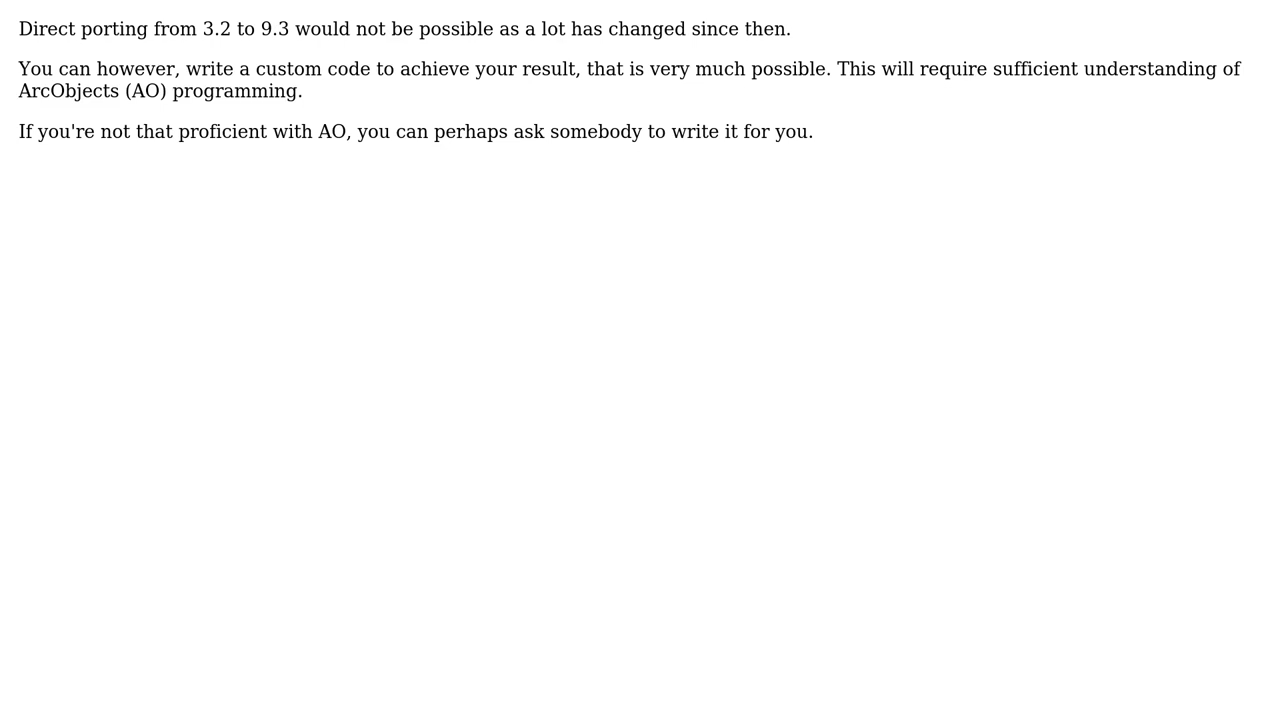 Direct porting from 3.2 to 9.3 would not be possible as a lot has changed since then.
You can however, write a custom code to achieve your result, that is very much possible. This will require sufficient understanding of
ArcObjects (AO) programming.
If you're not that proficient with AO, you can perhaps ask somebody to write it for you.